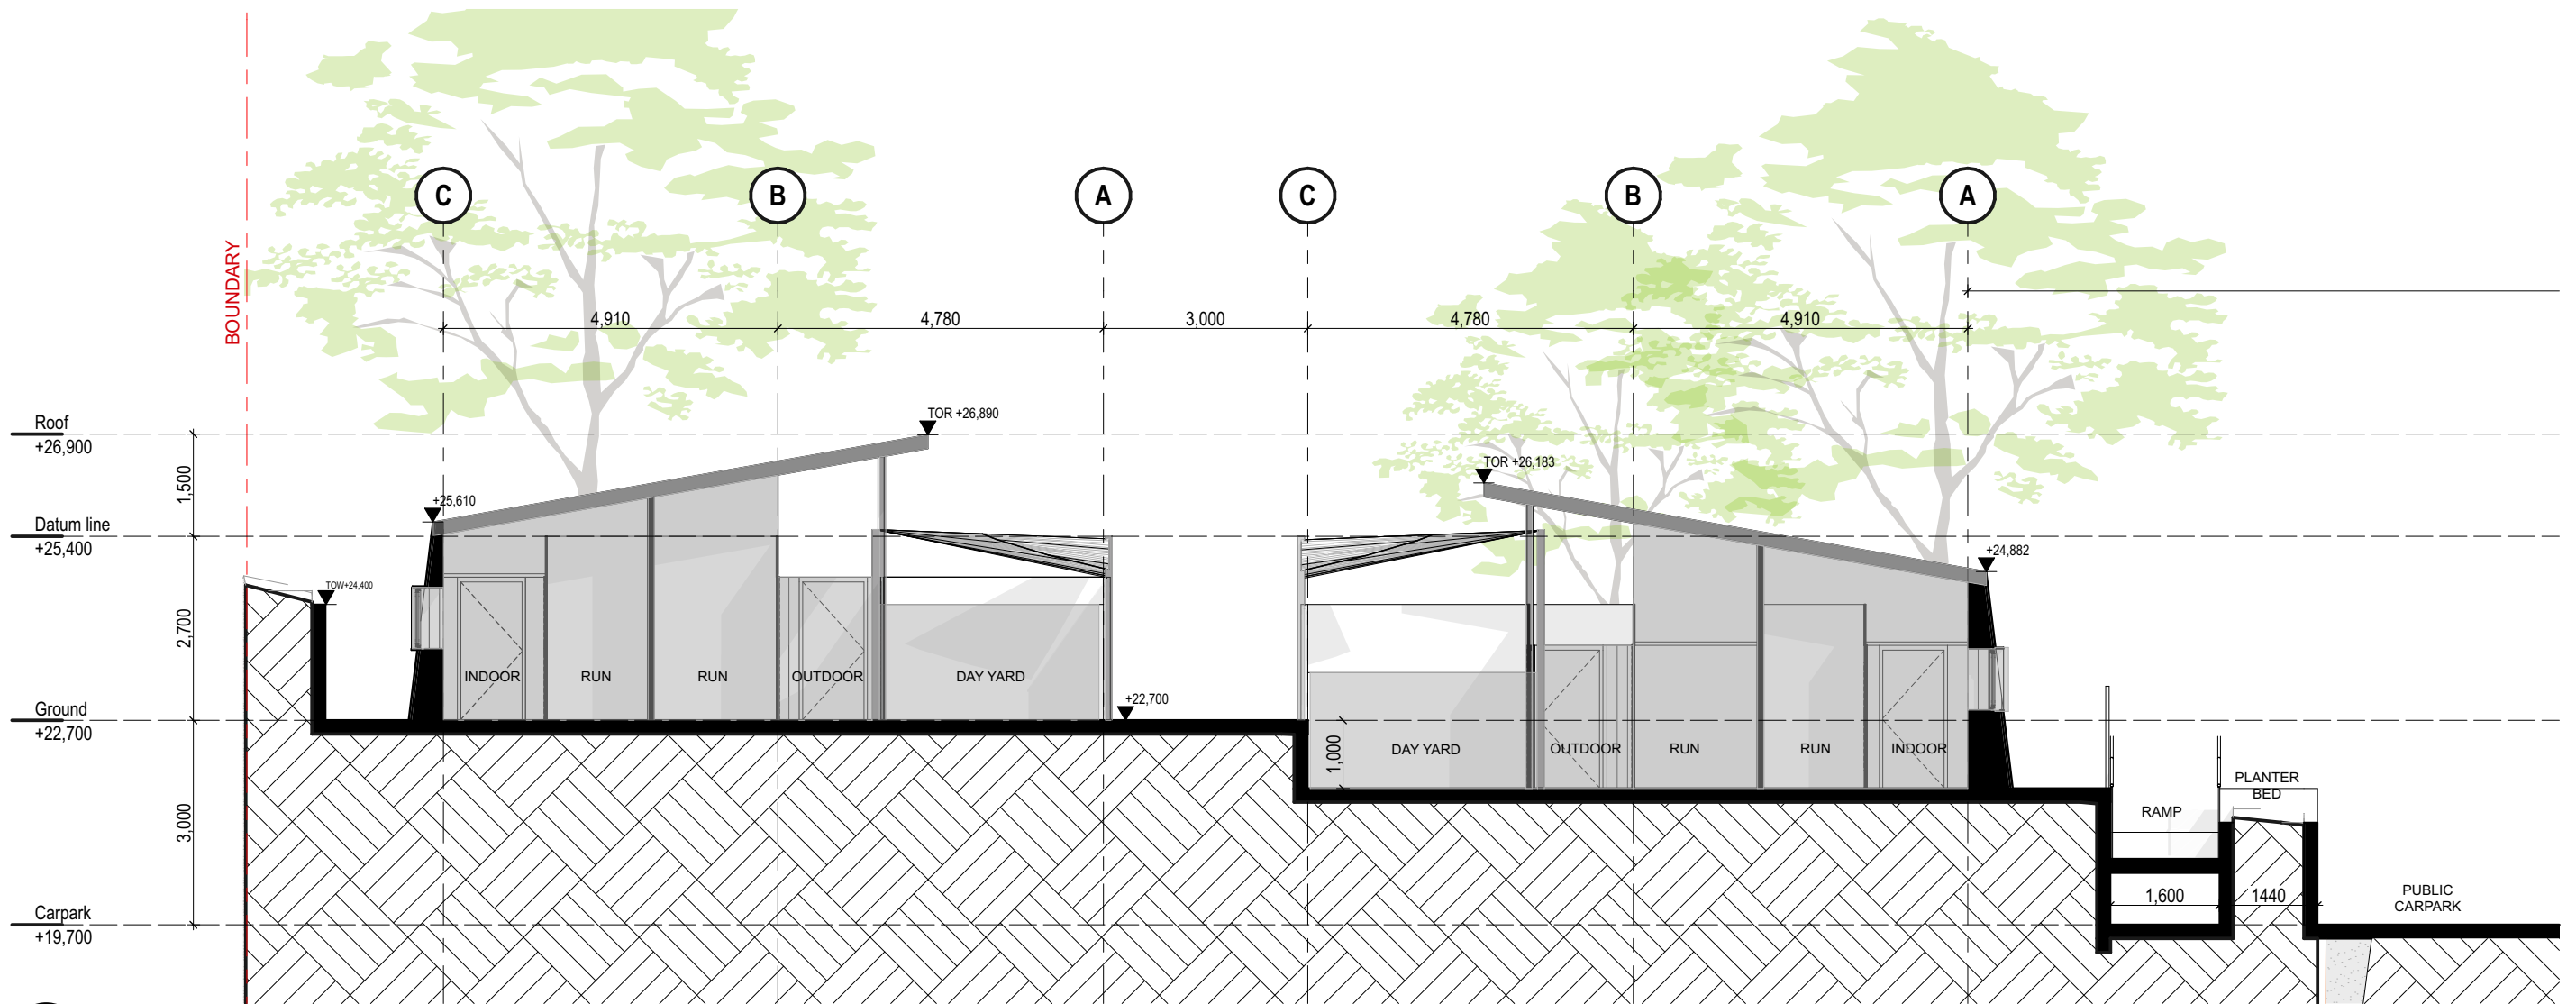 C
B
A
C
B
A
BOUNDARY
4,910
4,780
3,000
4,780
4,910
Roof
+26,900
TOR +26,890
TOR +26,183
1,500
+25,610
Datum line
+25,400
+24,882
TOW+24,400
2,700
INDOOR
RUN
RUN
OUTDOOR
DAY YARD
Ground
+22,700
+22,700
1,000
DAY YARD
OUTDOOR
RUN
RUN
INDOOR
PLANTER
BED
RAMP
3,000
1,600
1440
PUBLIC
CARPARK
Carpark
+19,700